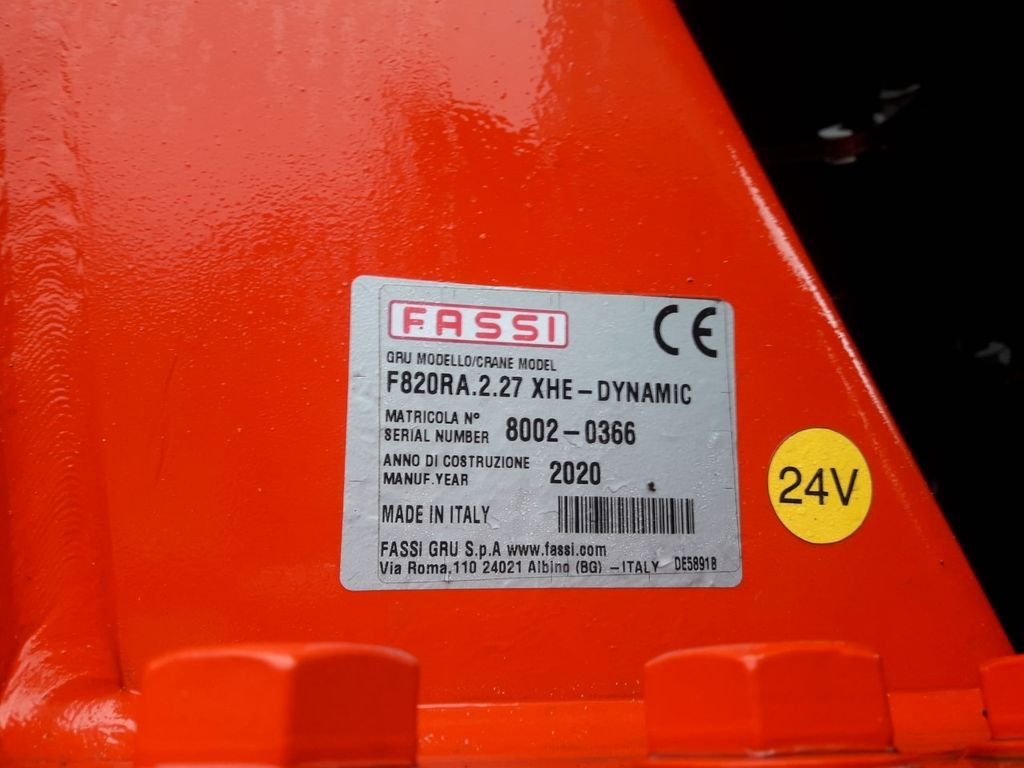 FASSI CE
GRU MODELLO/CRANE MODEL
F820RA.2.27 XHE-DYNAMIC
MATRICOLA Nº
SERIAL NUMBER 8002-0366
ANNO DI COSTRUZIONE
MANUF.YEAR 2020
MADE IN ITALY
FASSI GRU S.p.A www.fassi.com
Via Roma,110 24021 Albino (BG) -ITALY DE5891B
24V